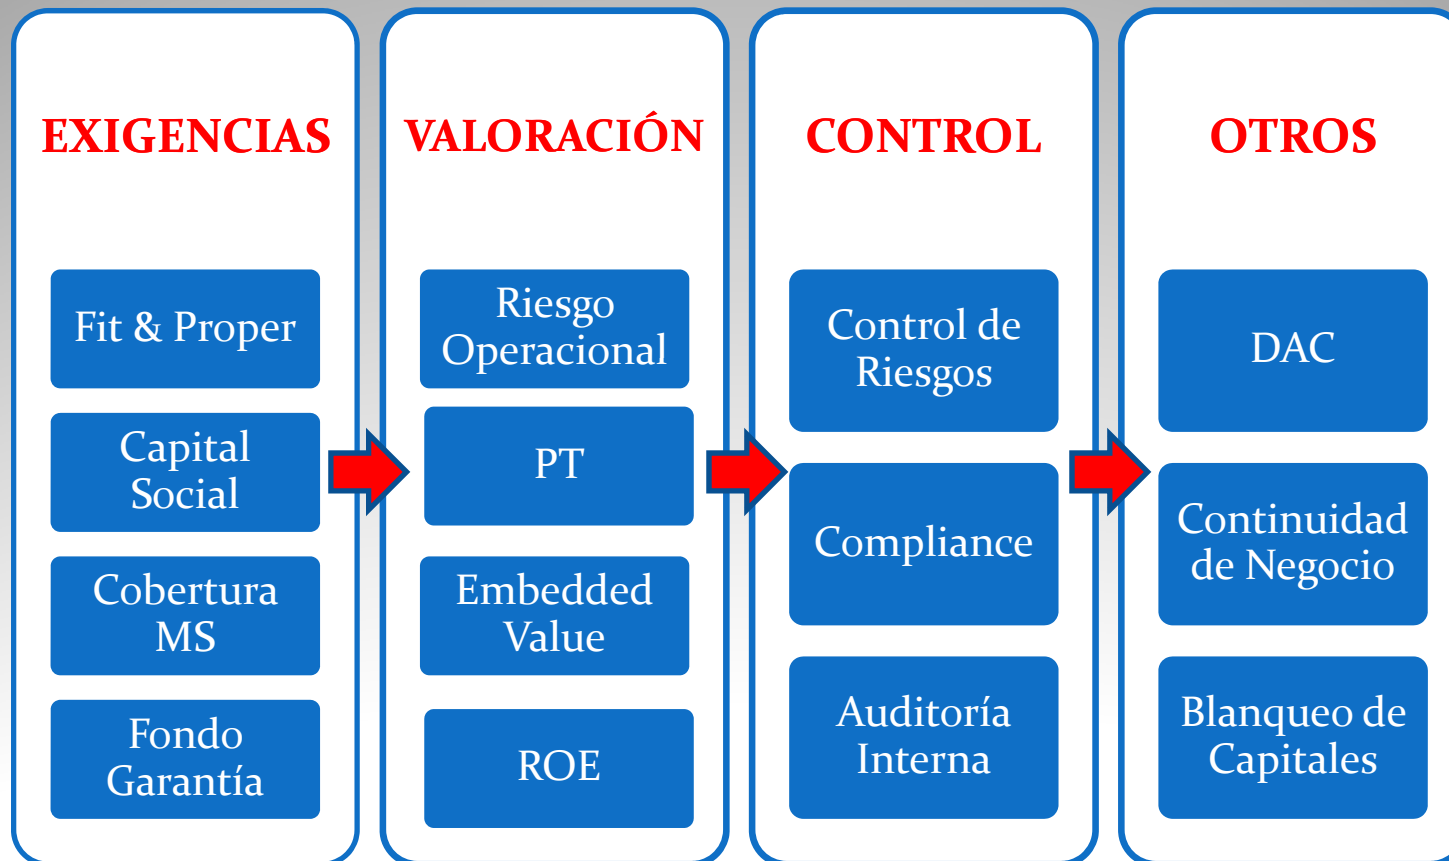 EXIGENCIAS
Fit & Proper
Capital
Social
Cobertura
MS
Fondo
Garantía
VALORACIÓN
Riesgo
Operacional
PT
Embedded
Value
ROE
CONTROL
Control de
Riesgos
Compliance
Auditoría
Interna
OTROS
DAC
Continuidad
de Negocio
Blanqueo de
Capitales